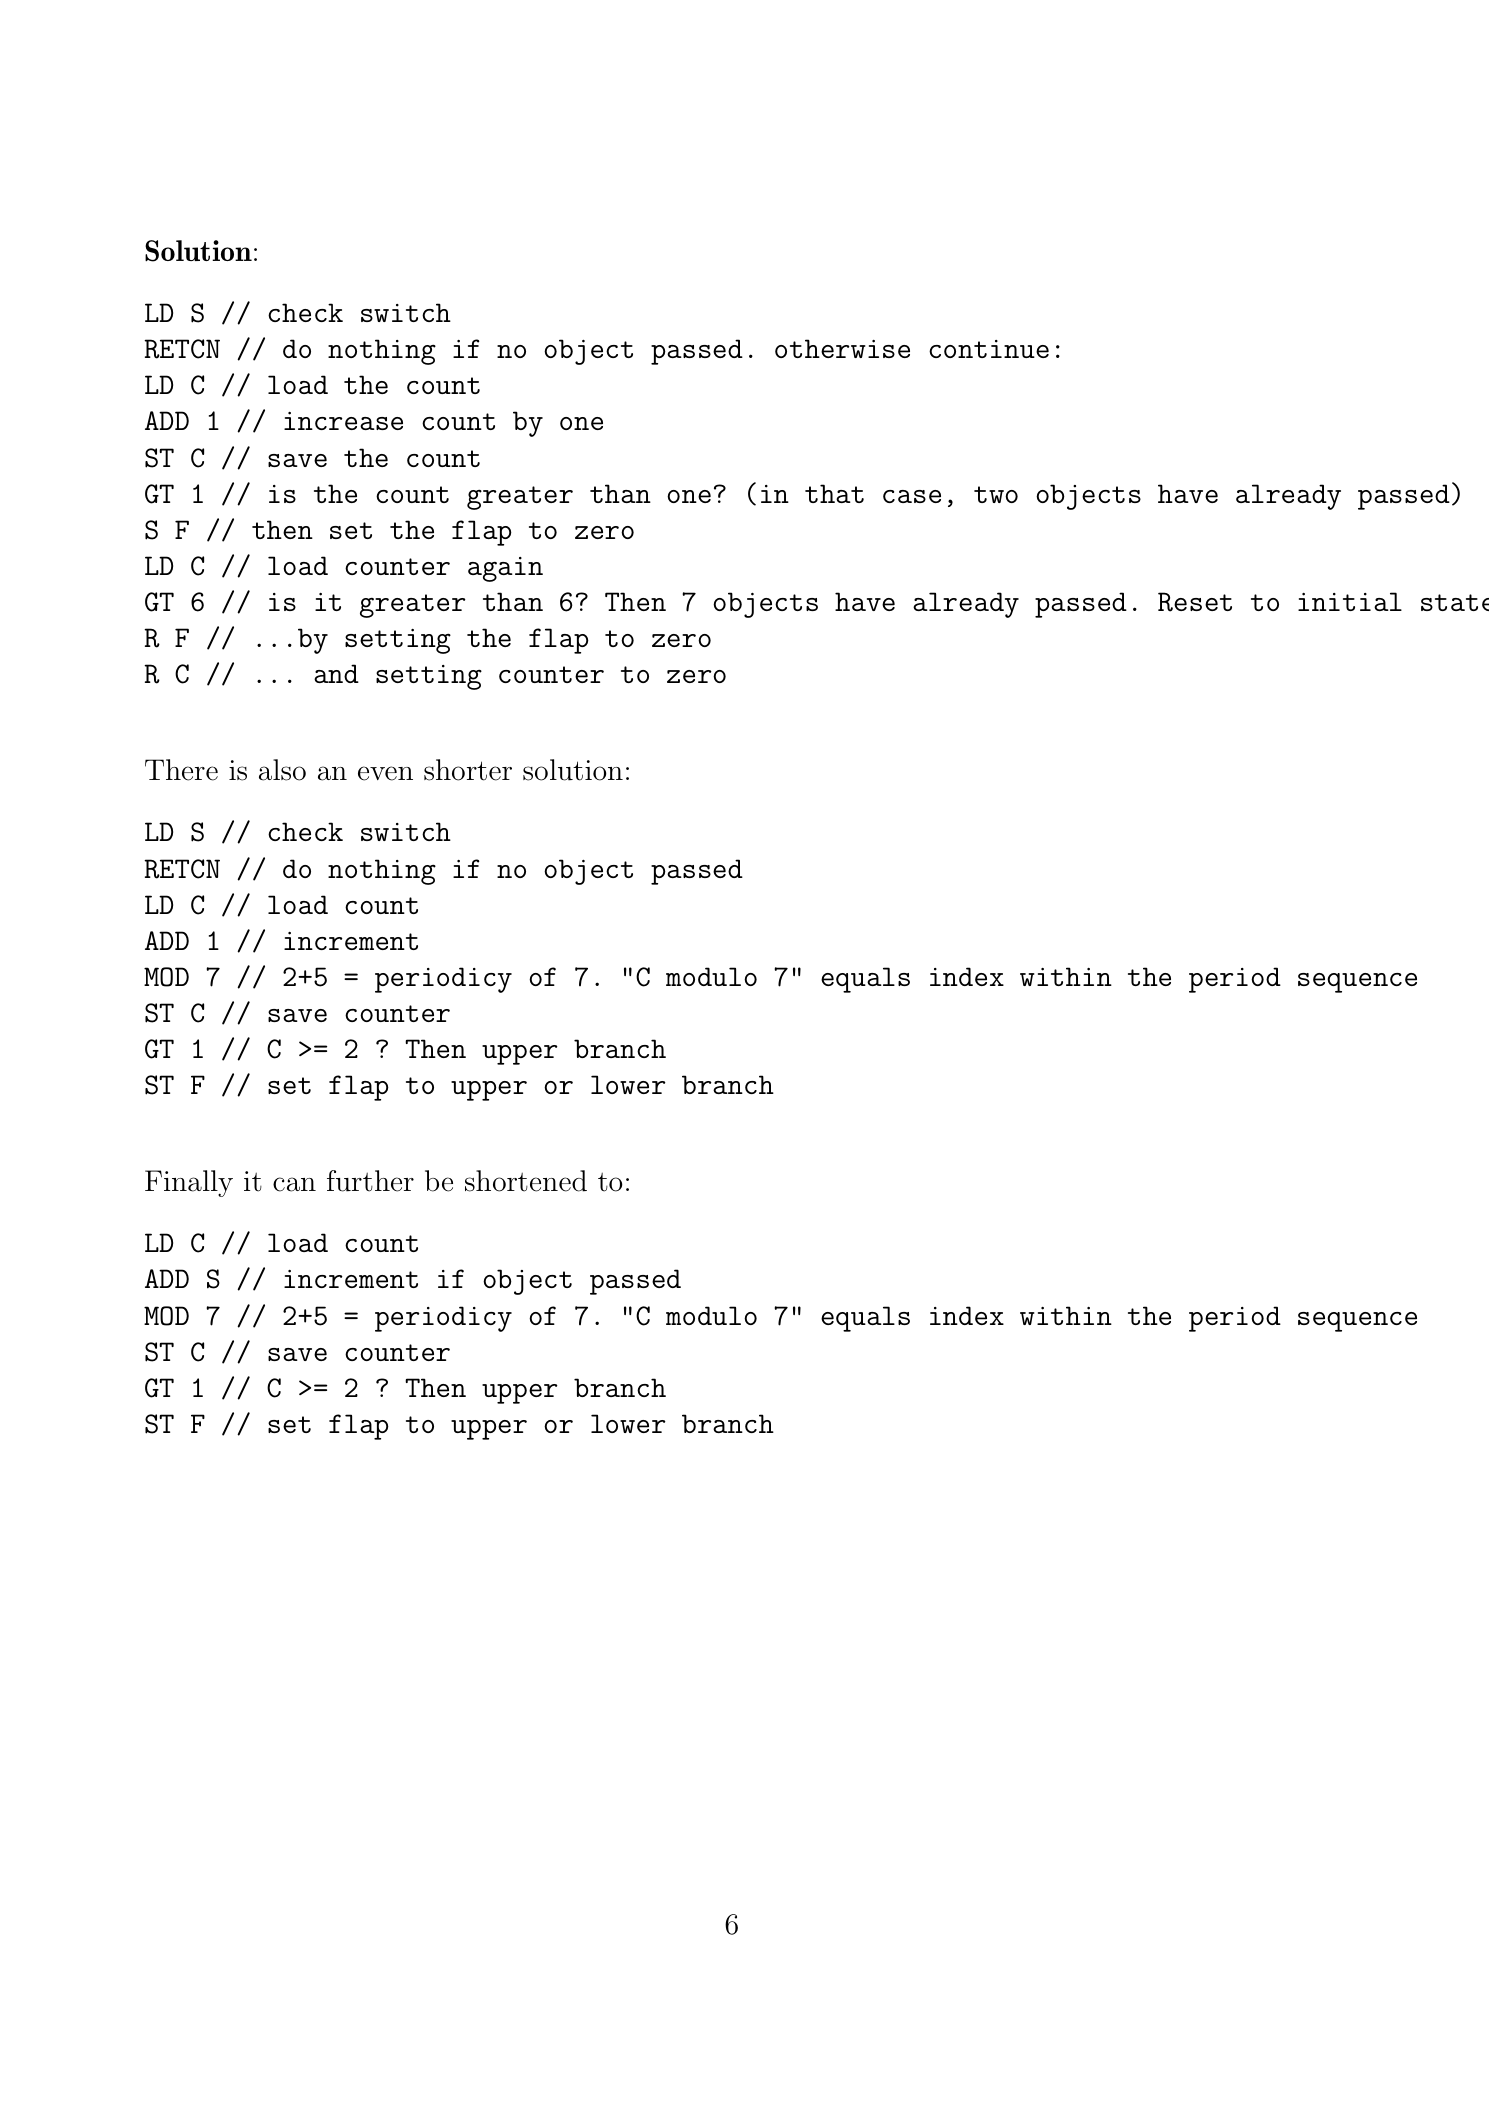 Solution:
LD S // check switch
RETCN // do nothing if no object passed. otherwise continue:
LD C // load the count
ADD 1 // increase count by one
ST C // save the count
GT 1 // is the count greater than one? (in that case, two objects have already passed)
S F // then set the flap to zero
LD C // load counter again
GT 6 // is it greater than 6? Then 7 objects have already passed. Reset to initial state
R F // ...by setting the flap to zero
R C // ... and setting counter to zero
There is also an even shorter solution:
LD S // check switch
RETCN // do nothing if no object passed
LD C // load count
ADD 1 // increment
MOD 7 // 2+5 = periodicy of 7. "C modulo 7" equals index within the period sequence
ST C // save counter
GT 1 // C >= 2 ? Then upper branch
ST F // set flap to upper or lower branch
Finally it can further be shortened to:
LD C // load count
ADD S // increment if object passed
MOD 7 // 2+5 = periodicy of 7. "C modulo 7" equals index within the period sequence
ST C // save counter
GT 1 // C >= 2 ? Then upper branch
ST F // set flap to upper or lower branch
6